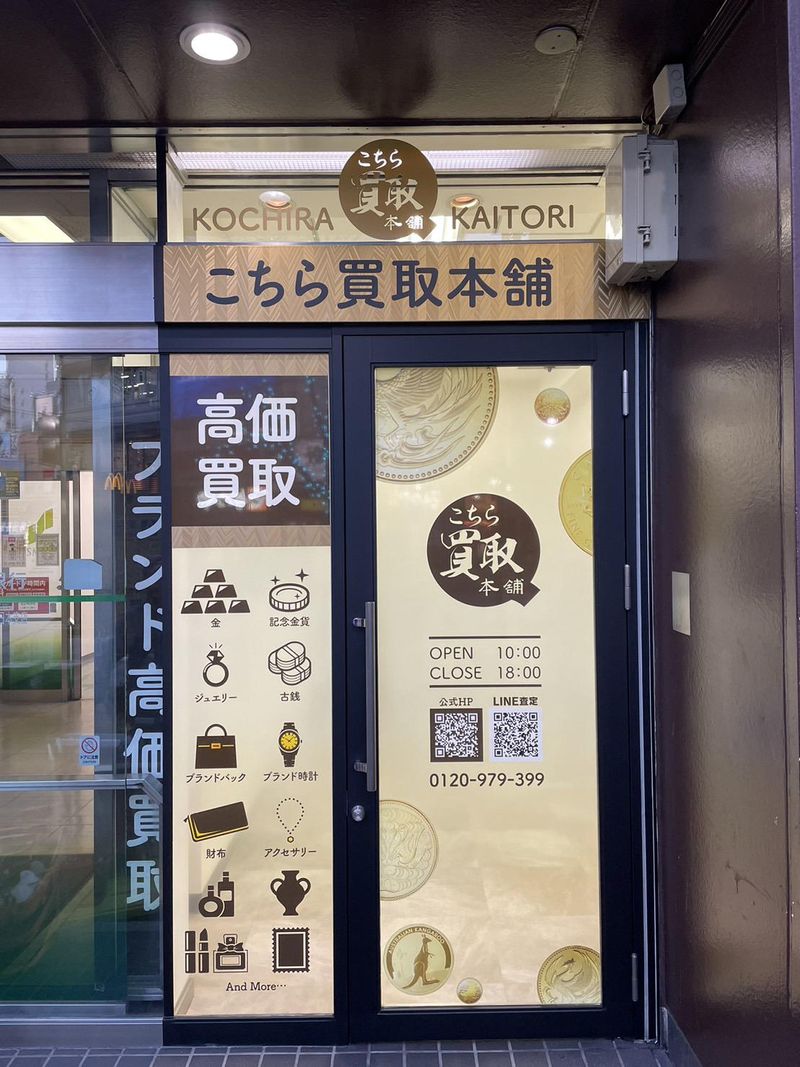 こちら
買取
本舗
KOCHIRA
KAITORI
こちら買取本舗
高価
買取
金
記念金貨
ジュエリー
古銭
ブランドバック
ブランド時計
財布
アクセサリー
And More…
こちら
買取
本舗
OPEN 10:00
CLOSE 18:00
公式HP
LINE査定
0120-979-399
AUSTRALIAN KANGAROO
ブランド高価買取